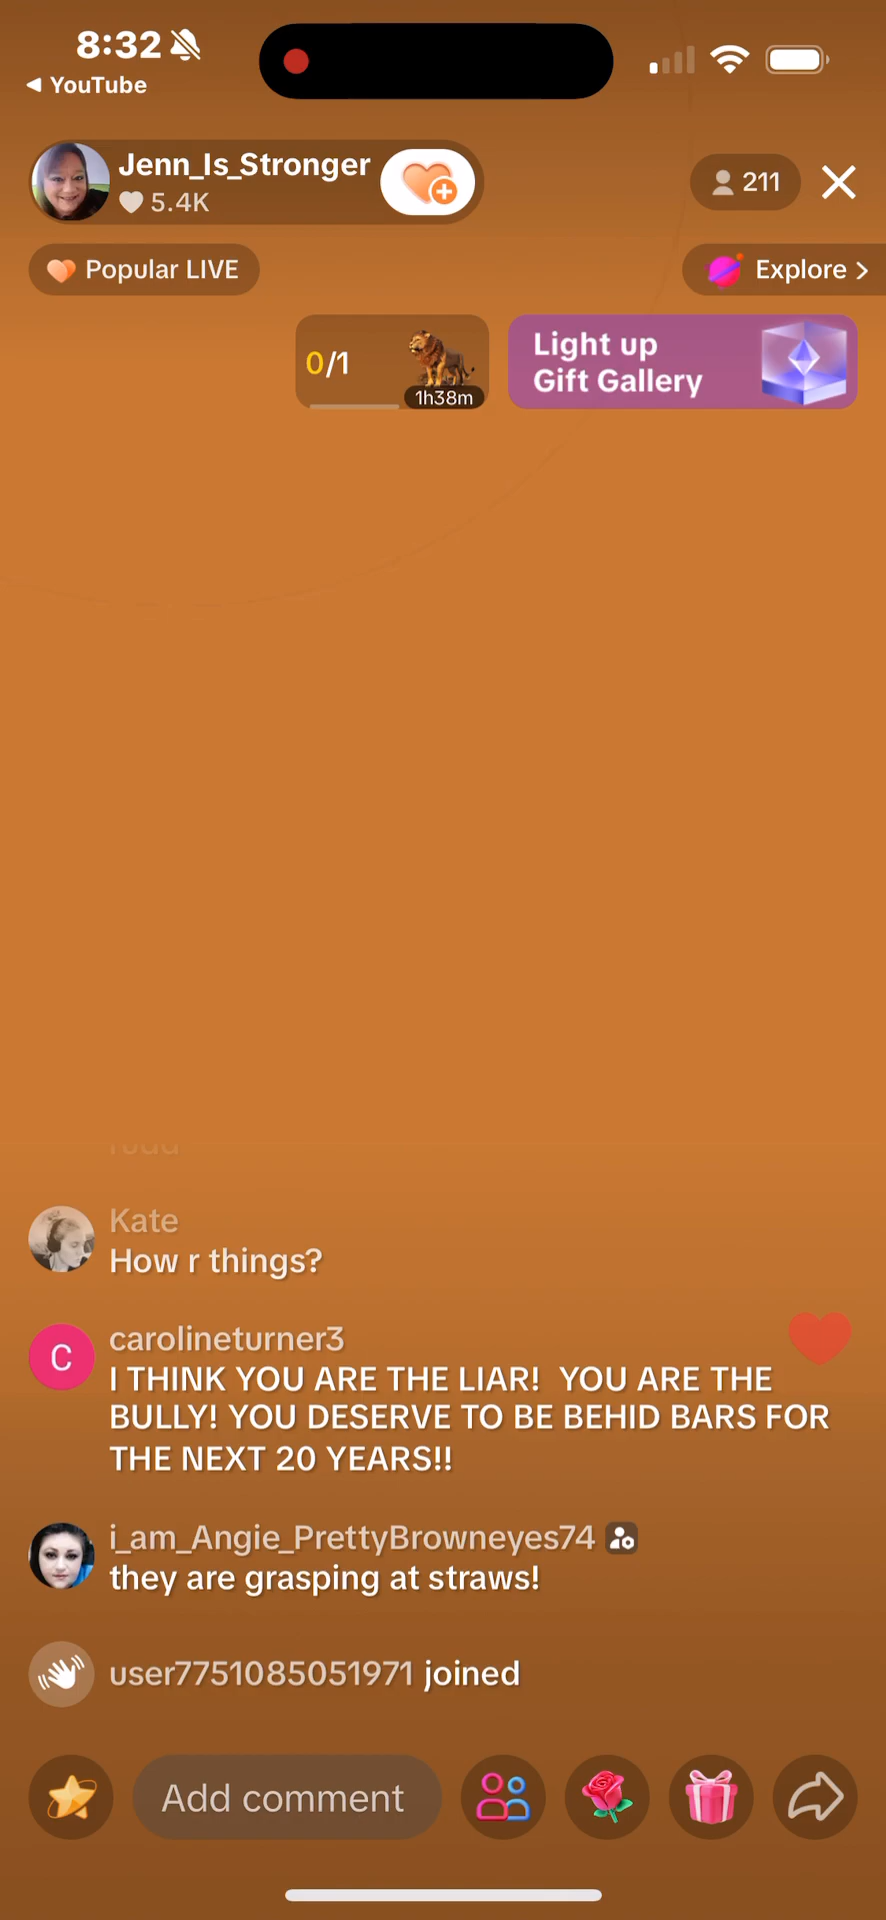 8:32
YouTube
Jenn_Is_Stronger
5.4K
211
Popular LIVE
Explore >
0/1
1h38m
Light up
Gift Gallery
Kate
How r things?
carolineturner3
C
I THINK YOU ARE THE LIAR!  YOU ARE THE
BULLY! YOU DESERVE TO BE BEHID BARS FOR
THE NEXT 20 YEARS!!
i_am_Angie_PrettyBrowneyes74
they are grasping at straws!
user7751085051971 joined
Add comment